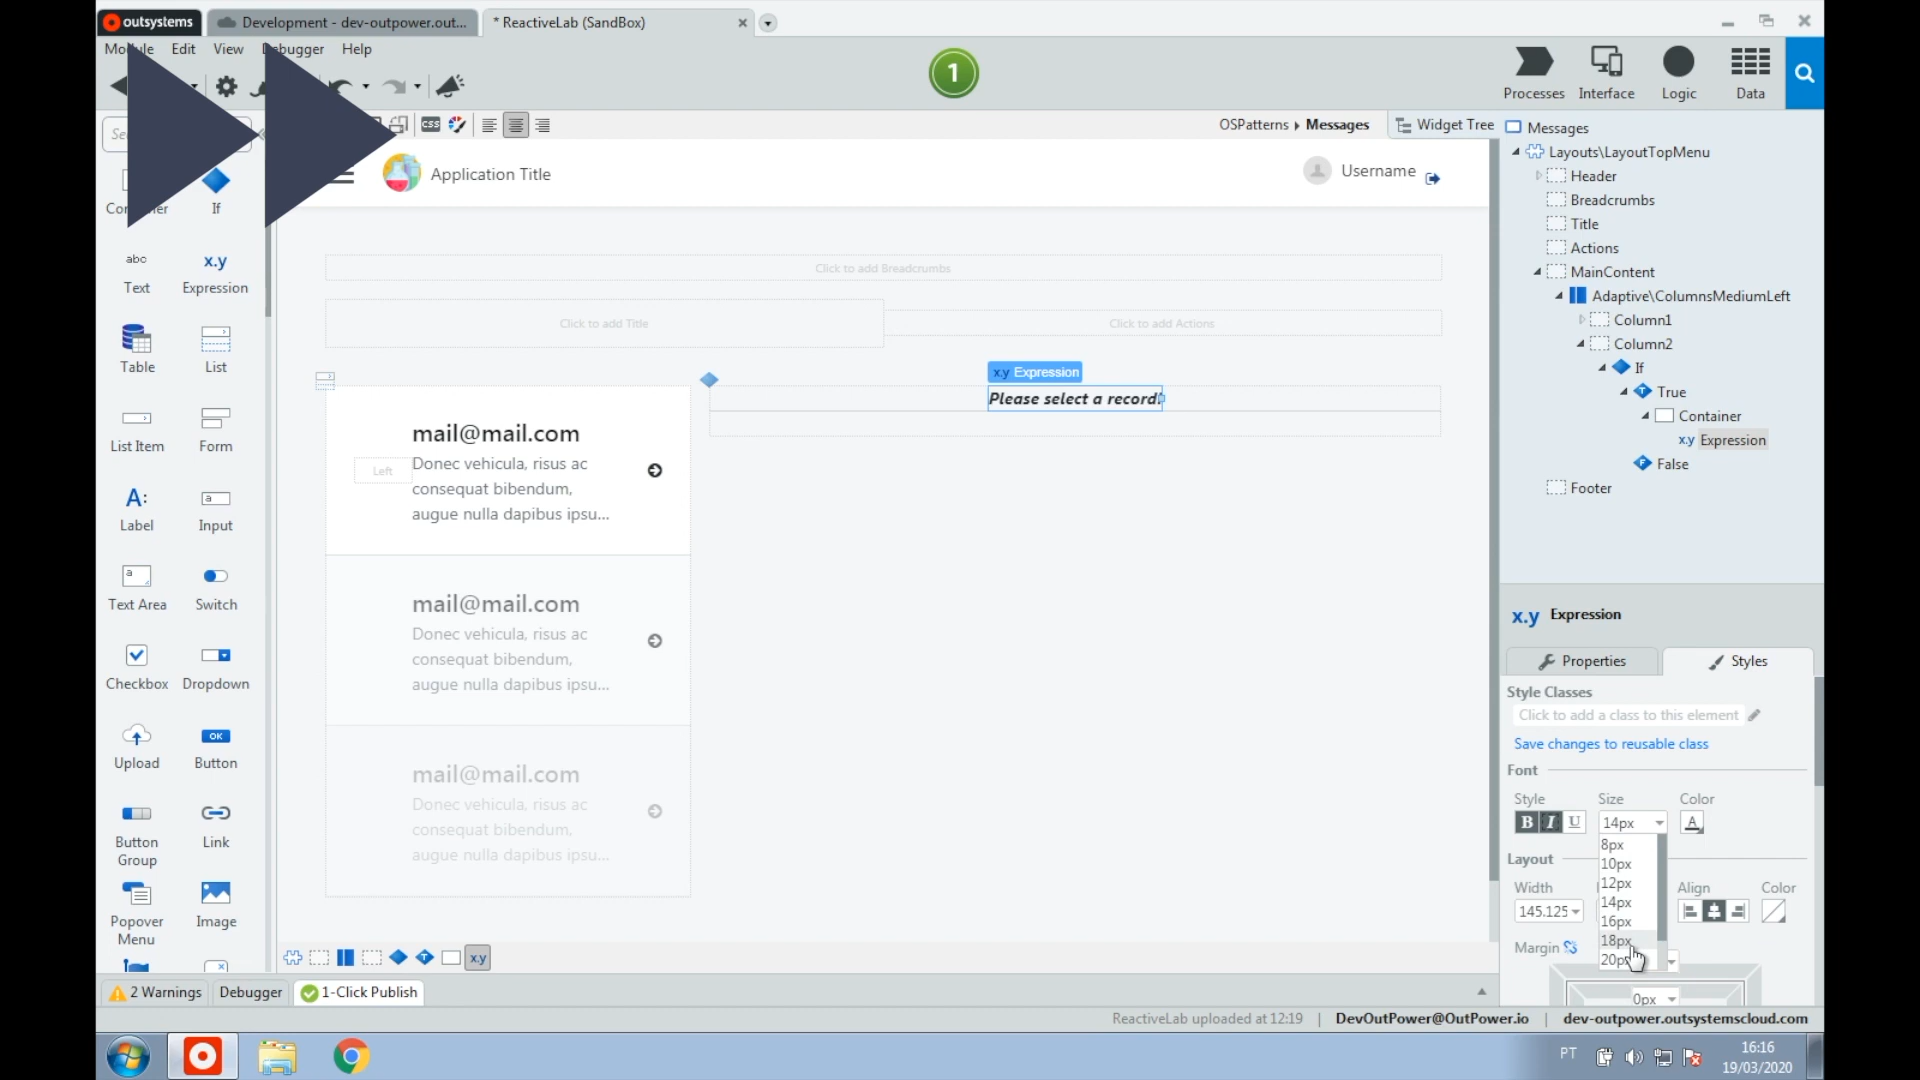 outsystems
Development - dev-outpower.out...
* ReactiveLab (SandBox)
Module Edit View Debugger Help
1
Processes
Interface
Logic
Data
CSS
OSPatterns Messages
Widget Tree
Application Title
Username
If
abc
Text
x.y
Expression
Table
List
List Item
Form
A:
Label
a
Input
a
Text Area
Switch
Checkbox
Dropdown
Upload
OK
Button
Button
Group
Link
Popover
Menu
Image
Click to add Breadcrumbs
Click to add Title
Click to add Actions
x.y Expression
Please select a record!
Left
mail@mail.com
Donec vehicula, risus ac
consequat bibendum,
augue nulla dapibus ipsu...
mail@mail.com
Donec vehicula, risus ac
consequat bibendum,
augue nulla dapibus ipsu...
mail@mail.com
Donec vehicula, risus ac
consequat bibendum,
augue nulla dapibus ipsu...
x.y
Messages
Layouts\LayoutTopMenu
Header
Breadcrumbs
Title
Actions
MainContent
Adaptive\ColumnsMediumLeft
Column1
Column2
If
T True
Container
x.y Expression
F False
Footer
x.y Expression
Properties
Styles
Style Classes
Click to add a class to this element
Save changes to reusable class
Font
Style
Size
Color
B I U
14px
A
8px
10px
12px
14px
16px
18px
20px
Layout
Width
145.125
Align
Color
Margin
0px
2 Warnings
Debugger
1-Click Publish
ReactiveLab uploaded at 12:19 | DevOutPower@OutPower.io | dev-outpower.outsystemscloud.com
PT
16:16
19/03/2020